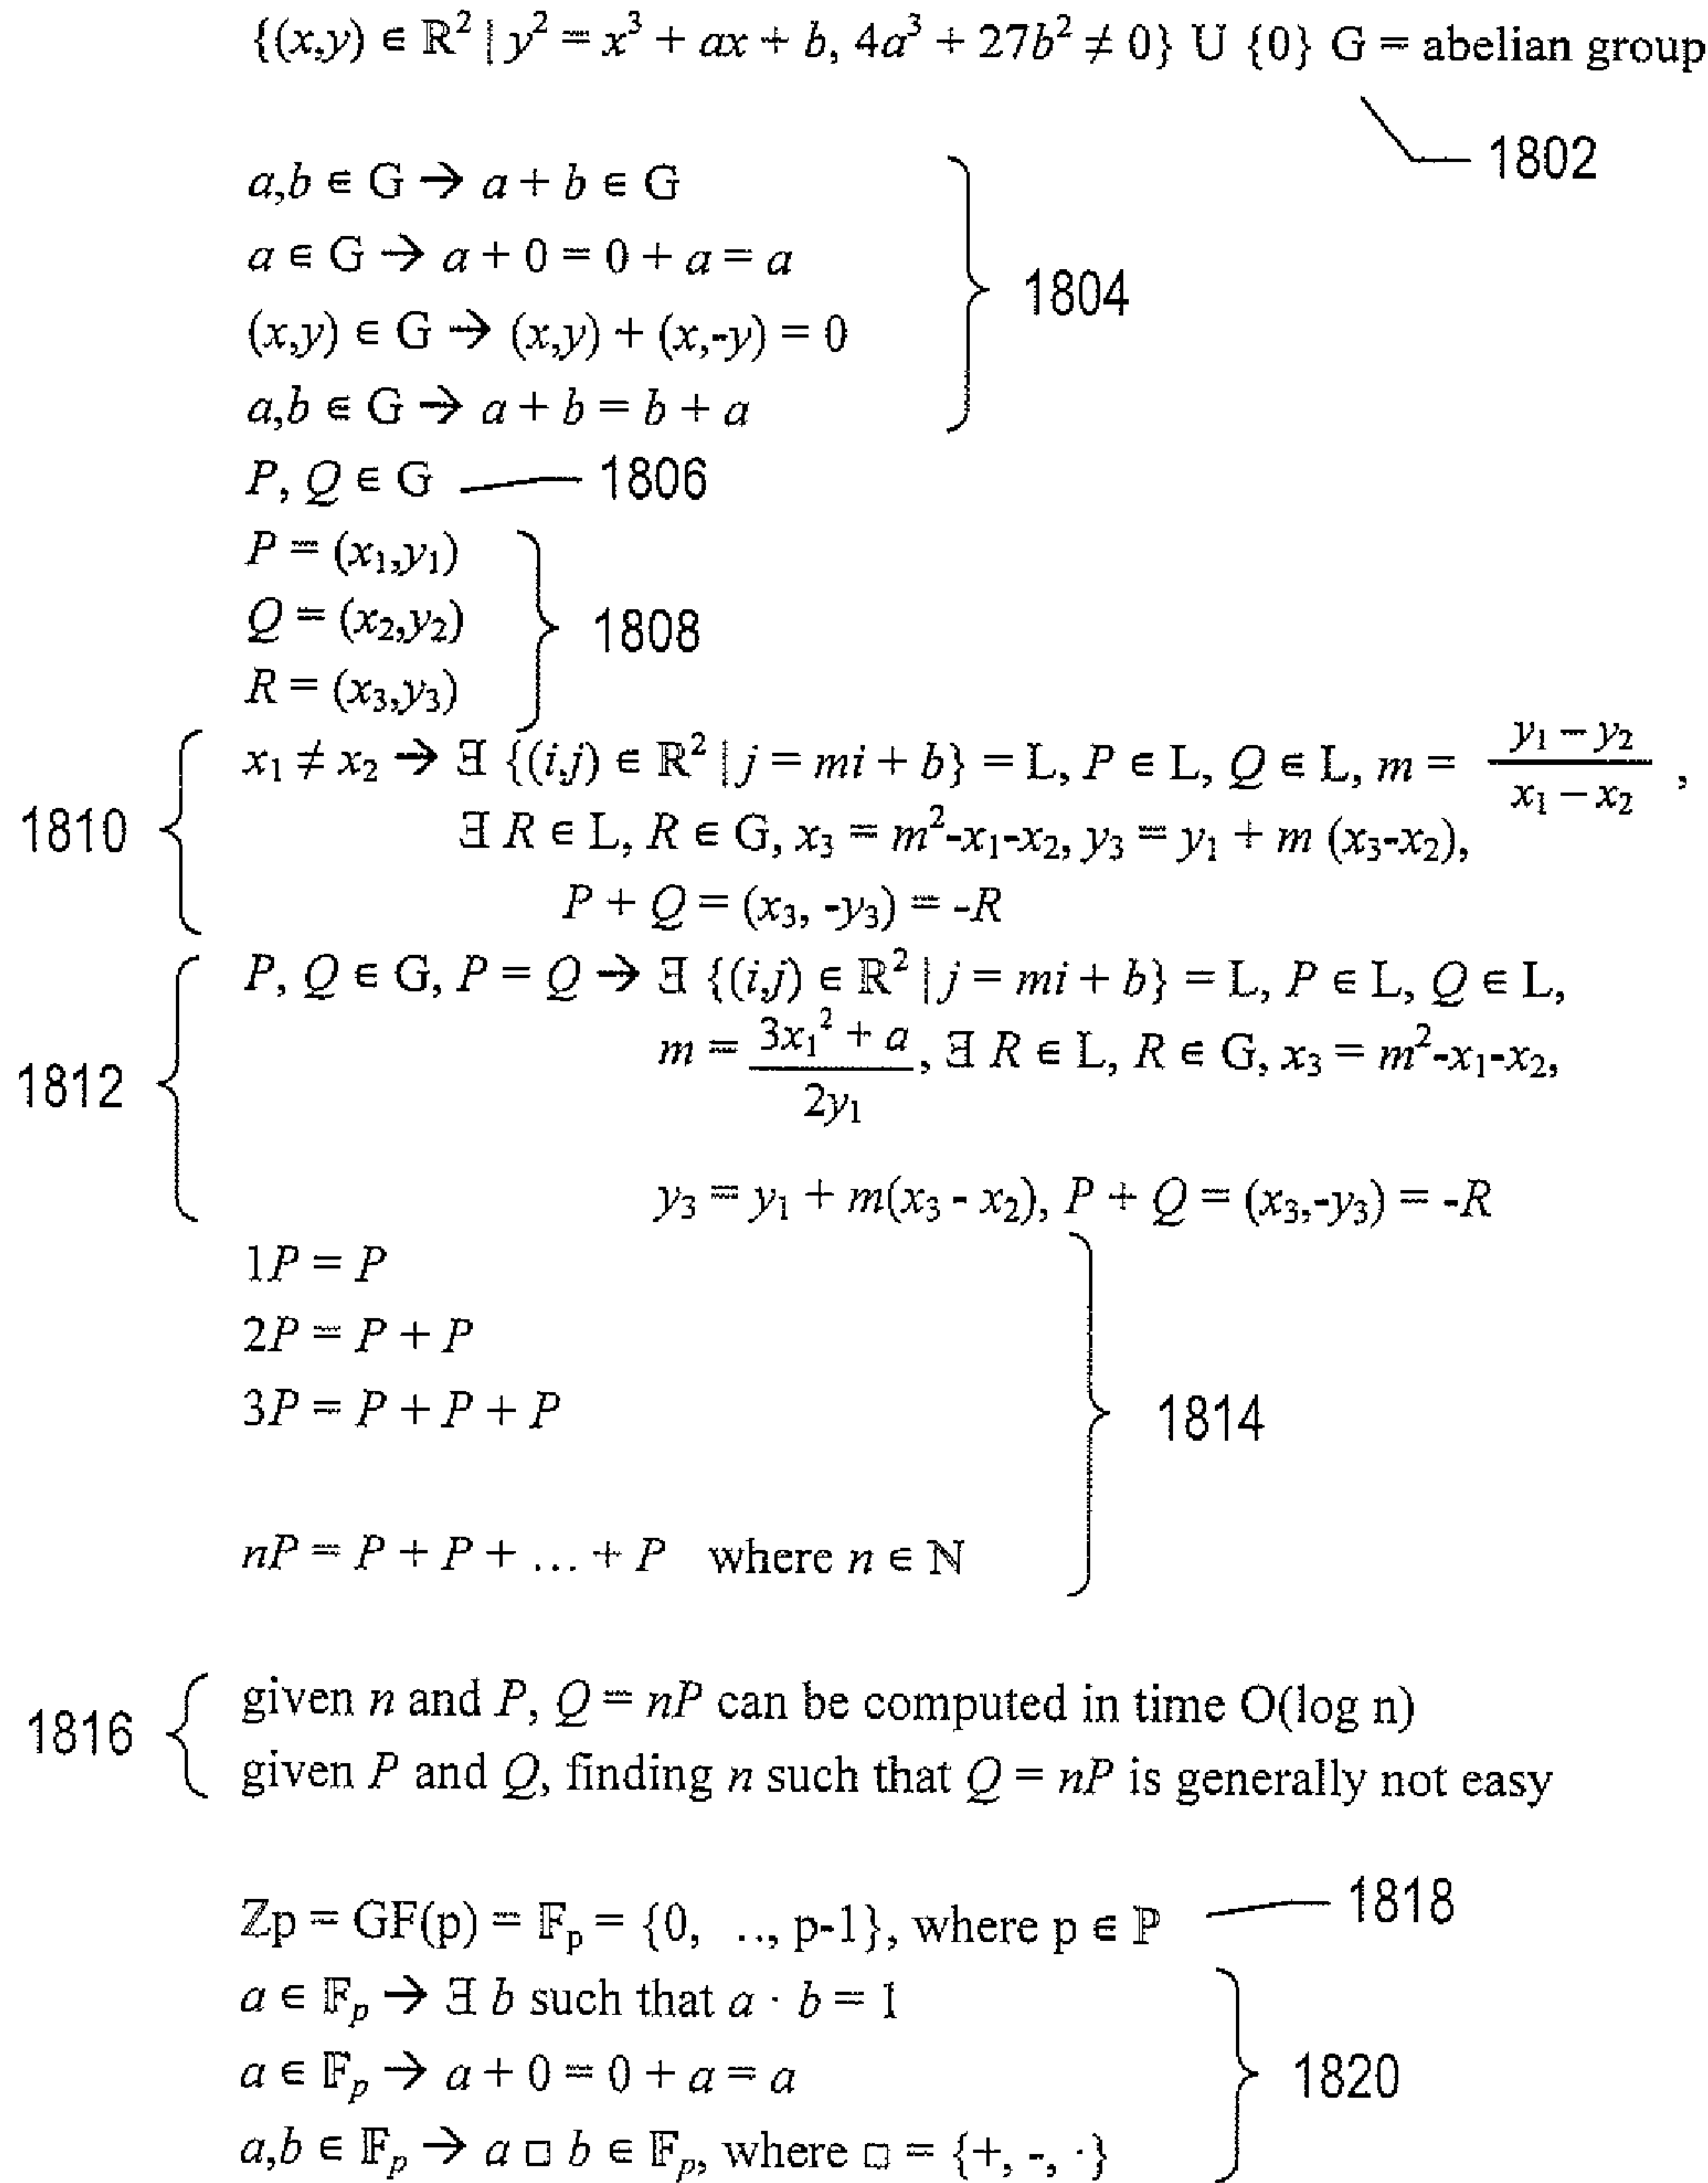 {(x,y) ∈ ℝ² | y² = x³ + ax + b, 4a³ + 27b² ≠ 0} U {0} G = abelian group
1802
a,b ∈ G → a + b ∈ G
a ∈ G → a + 0 = 0 + a = a
1804
(x,y) ∈ G → (x,y) + (x,-y) = 0
a,b ∈ G → a + b = b + a
P, Q ∈ G 1806
P = (x₁,y₁)
Q = (x₂,y₂) 1808
R = (x₃,y₃)
x₁ ≠ x₂ → ∃ {(i,j) ∈ ℝ² | j = mi + b} = L, P ∈ L, Q ∈ L, m = (y₁ – y₂)/(x₁ – x₂) ,
1810 ∃ R ∈ L, R ∈ G, x₃ = m²-x₁-x₂, y₃ = y₁ + m (x₃-x₂),
P + Q = (x₃, -y₃) = -R
P, Q ∈ G, P = Q → ∃ {(i,j) ∈ ℝ² | j = mi + b} = L, P ∈ L, Q ∈ L,
1812 m = (3x₁² + a)/(2y₁), ∃ R ∈ L, R ∈ G, x₃ = m²-x₁-x₂,
y₃ = y₁ + m(x₃ - x₂), P + Q = (x₃,-y₃) = -R
1P = P
2P = P + P
3P = P + P + P
1814
nP = P + P + ... + P where n ∈ ℕ
1816
given n and P, Q = nP can be computed in time O(log n)
given P and Q, finding n such that Q = nP is generally not easy
ℤp = GF(p) = 𝔽ₚ = {0, .., p-1}, where p ∈ ℙ 1818
a ∈ 𝔽ₚ → ∃ b such that a · b = 1
a ∈ 𝔽ₚ → a + 0 = 0 + a = a 1820
a,b ∈ 𝔽ₚ → a □ b ∈ 𝔽ₚ, where □ = {+, -, ·}